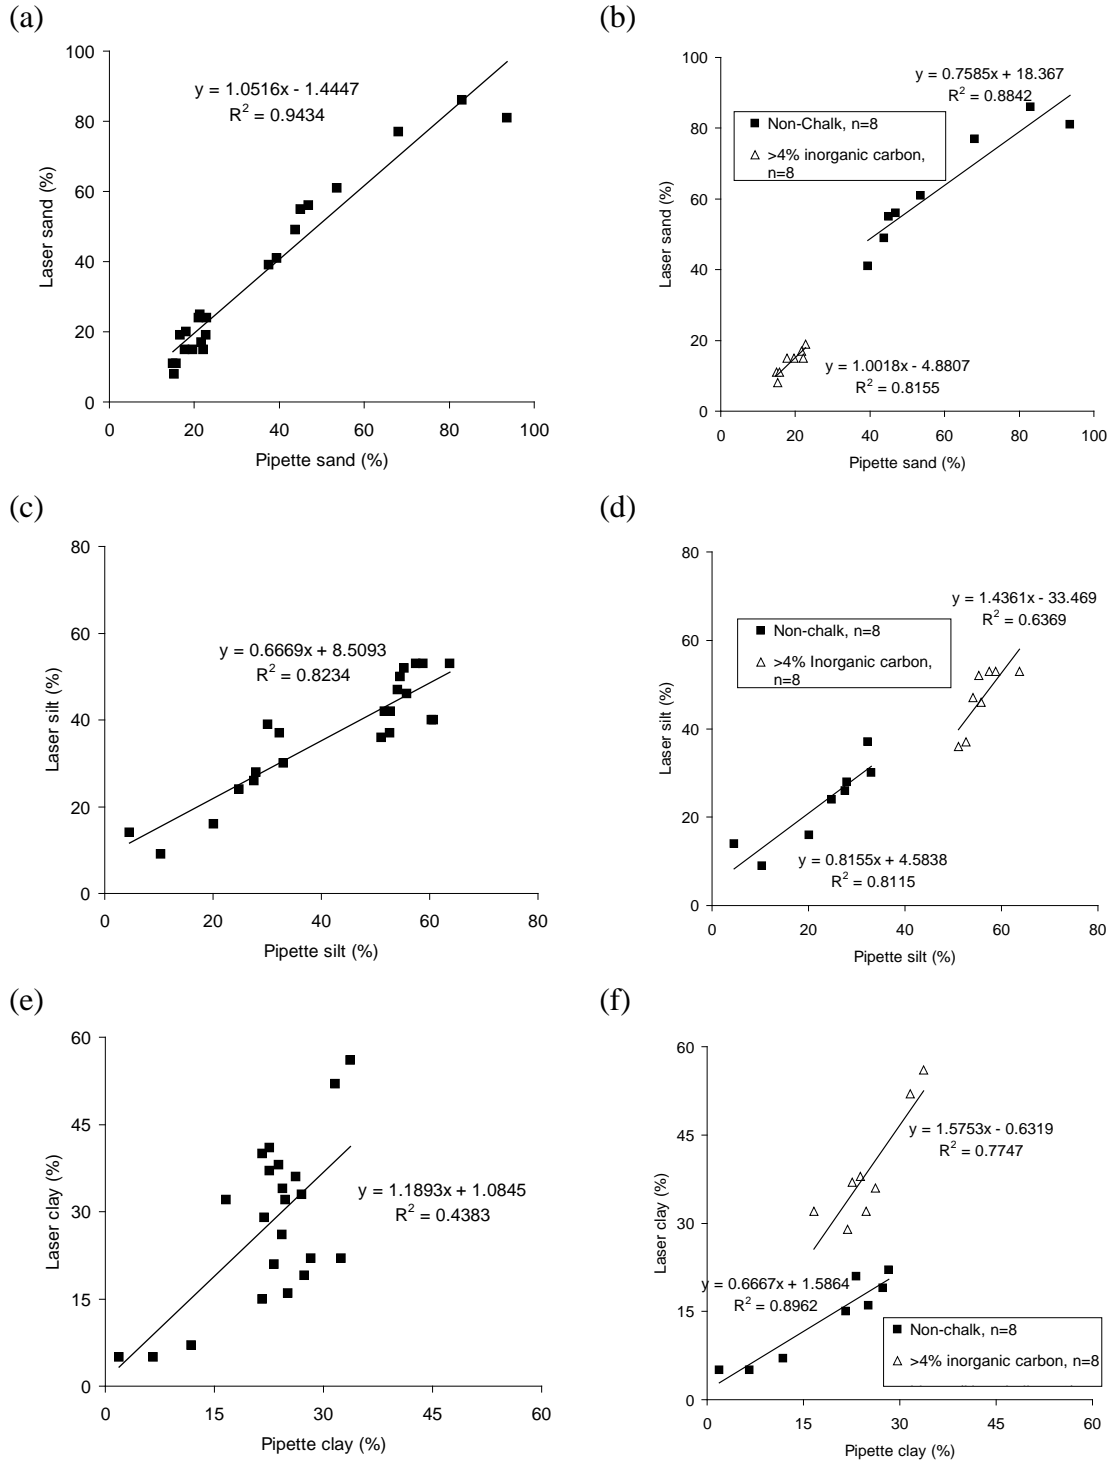 (a)
100
80
60
40
20
0
0 20 40 60 80 100
Laser sand (%)
Pipette sand (%)
y = 1.0516x - 1.4447
R² = 0.9434
(b)
100
80
60
40
20
0
0 20 40 60 80 100
Laser sand (%)
Pipette sand (%)
y = 0.7585x + 18.367
R² = 0.8842
Non-Chalk, n=8
>4% inorganic carbon,
n=8
y = 1.0018x - 4.8807
R² = 0.8155
(c)
80
60
40
20
0
0 20 40 60 80
Laser silt (%)
Pipette silt (%)
y = 0.6669x + 8.5093
R² = 0.8234
(d)
80
60
40
20
0
0 20 40 60 80
Laser silt (%)
Pipette silt (%)
y = 1.4361x - 33.469
R² = 0.6369
Non-chalk, n=8
>4% Inorganic carbon,
n=8
y = 0.8155x + 4.5838
R² = 0.8115
(e)
60
45
30
15
0
0 15 30 45 60
Laser clay (%)
Pipette clay (%)
y = 1.1893x + 1.0845
R² = 0.4383
(f)
60
45
30
15
0
0 15 30 45 60
Laser clay (%)
Pipette clay (%)
y = 1.5753x - 0.6319
R² = 0.7747
y = 0.6667x + 1.5864
R² = 0.8962
Non-chalk, n=8
>4% inorganic carbon, n=8